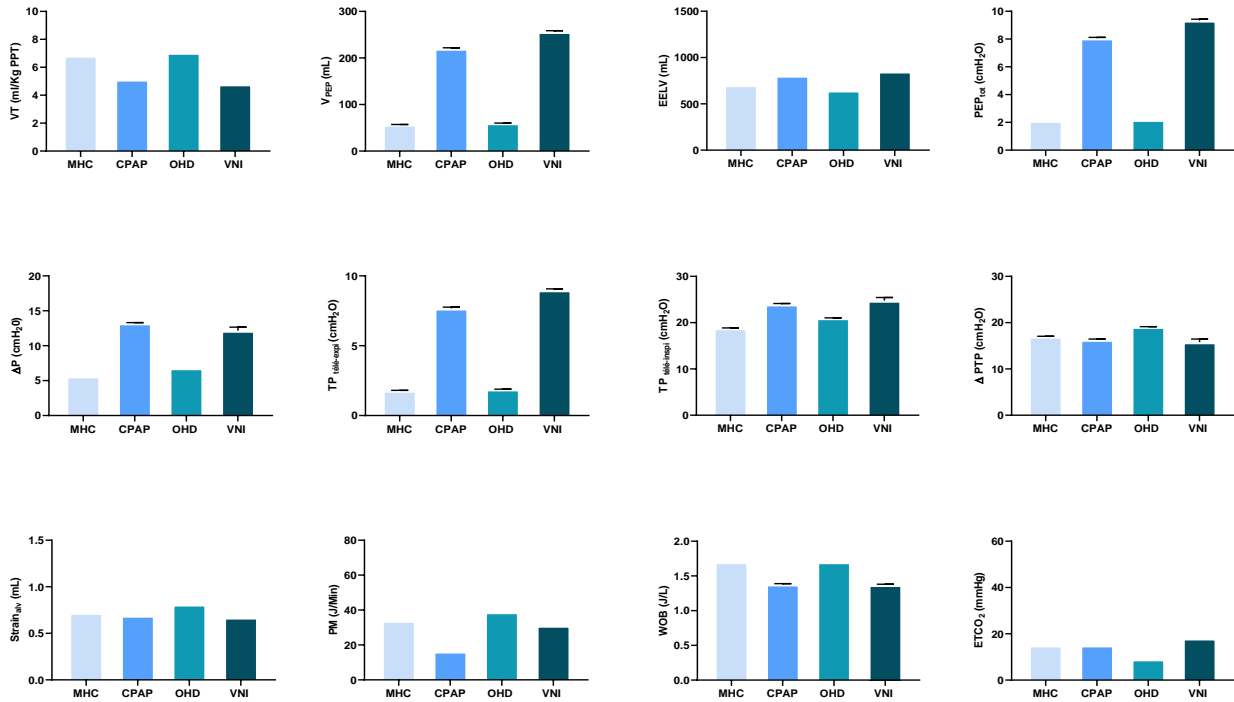 VT (ml/Kg PPT)
10
8
6
4
2
0
MHC CPAP OHD VNI
V_PEP (mL)
300
200
100
0
MHC CPAP OHD VNI
EELV (mL)
1500
1000
500
0
MHC CPAP OHD VNI
PEP_tot (cmH2O)
10
8
6
4
2
0
MHC CPAP OHD VNI
ΔP (cmH20)
20
15
10
5
0
MHC CPAP OHD VNI
TP télé-expi (cmH2O)
10
5
0
MHC CPAP OHD VNI
TP télé-inspi (cmH2O)
30
20
10
0
MHC CPAP OHD VNI
Δ PTP (cmH2O)
30
20
10
0
MHC CPAP OHD VNI
Strain_alv (mL)
1.5
1.0
0.5
0.0
MHC CPAP OHD VNI
PM (J/Min)
80
60
40
20
0
MHC CPAP OHD VNI
WOB (J/L)
2.0
1.5
1.0
0.5
0.0
MHC CPAP OHD VNI
ETCO2 (mmHg)
60
40
20
0
MHC CPAP OHD VNI